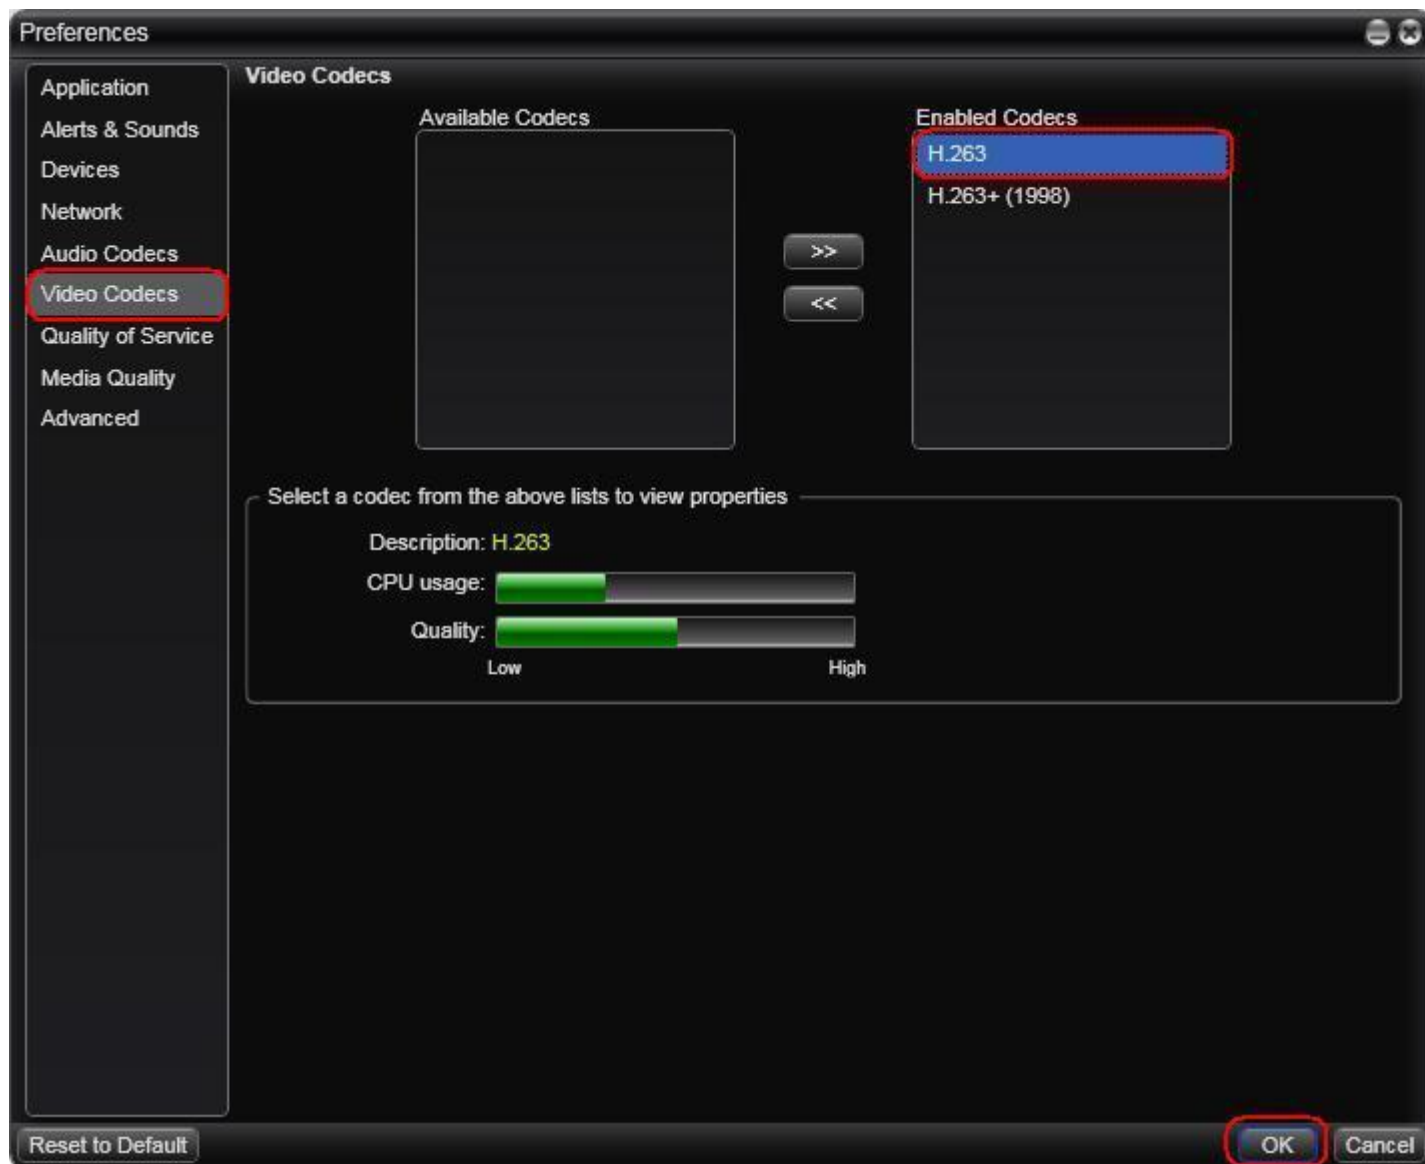 Preferences
Application
Alerts & Sounds
Devices
Network
Audio Codecs
Video Codecs
Quality of Service
Media Quality
Advanced
Video Codecs
Available Codecs
Enabled Codecs
H.263
H.263+ (1998)
>>
<<
Select a codec from the above lists to view properties
Description: H.263
CPU usage:
Quality:
Low High
Reset to Default
OK
Cancel